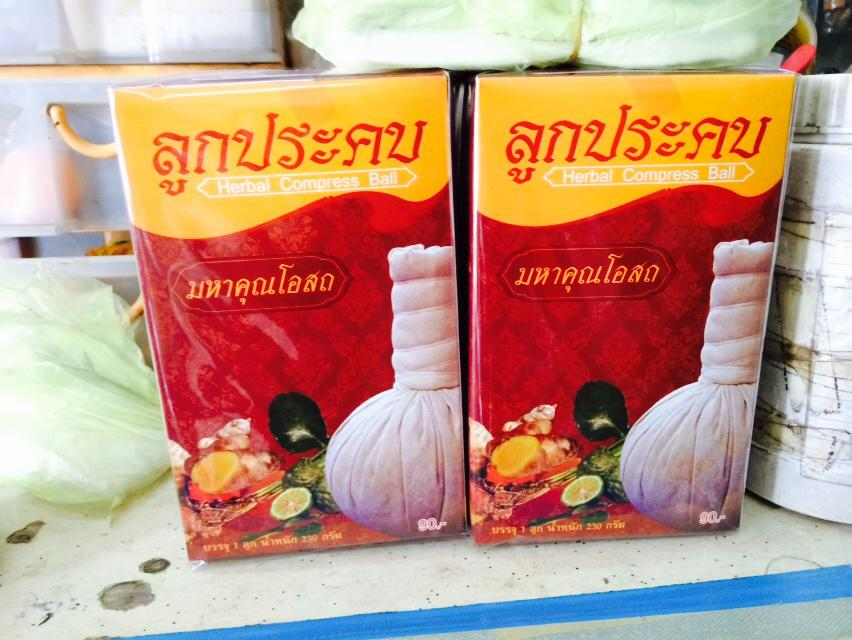 ลูกประคบ
Herbal Compress Ball
มหาคุณโอสถ
90.-
บรรจุ 1 ลูก น้ำหนัก 230 กรัม
ลูกประคบ
Herbal Compress Ball
มหาคุณโอสถ
90.-
บรรจุ 1 ลูก น้ำหนัก 230 กรัม